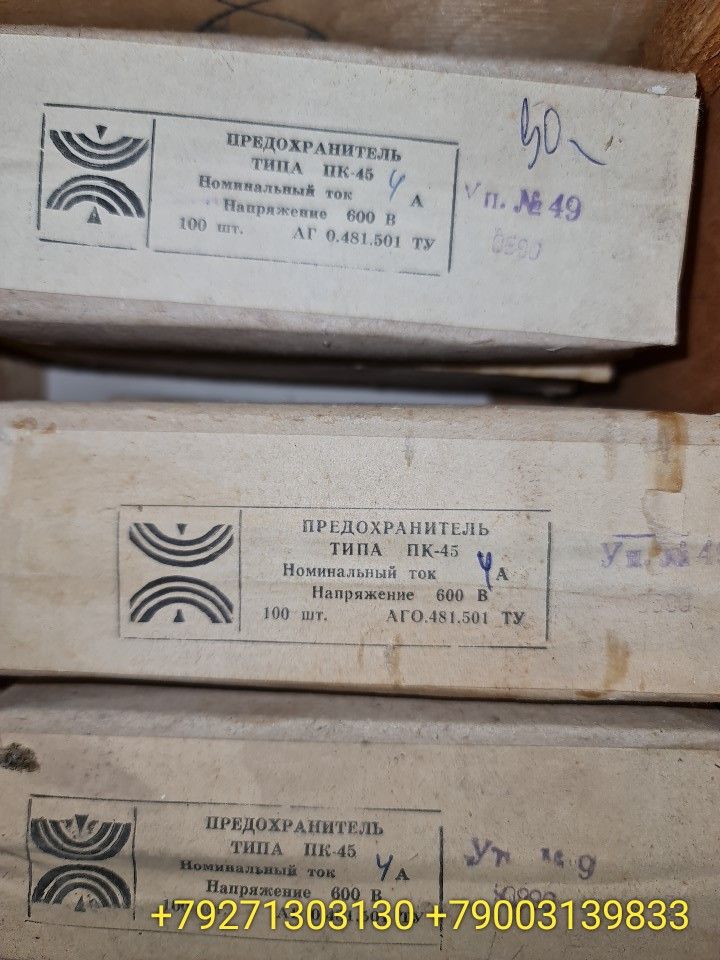 ПРЕДОХРАНИТЕЛЬ
ТИПА ПК-45
Номинальный ток 4 А
Напряжение 600 В
100 шт. АГ 0.481.501 ТУ
50-
Уп. № 49
ПРЕДОХРАНИТЕЛЬ
ТИПА ПК-45
Номинальный ток 4 А
Напряжение 600 В
100 шт. АГО.481.501 ТУ
Уп. №
ПРЕДОХРАНИТЕЛЬ
ТИПА ПК-45
Номинальный ток 4 А
Напряжение 600 В
+79271303130 +79003139833